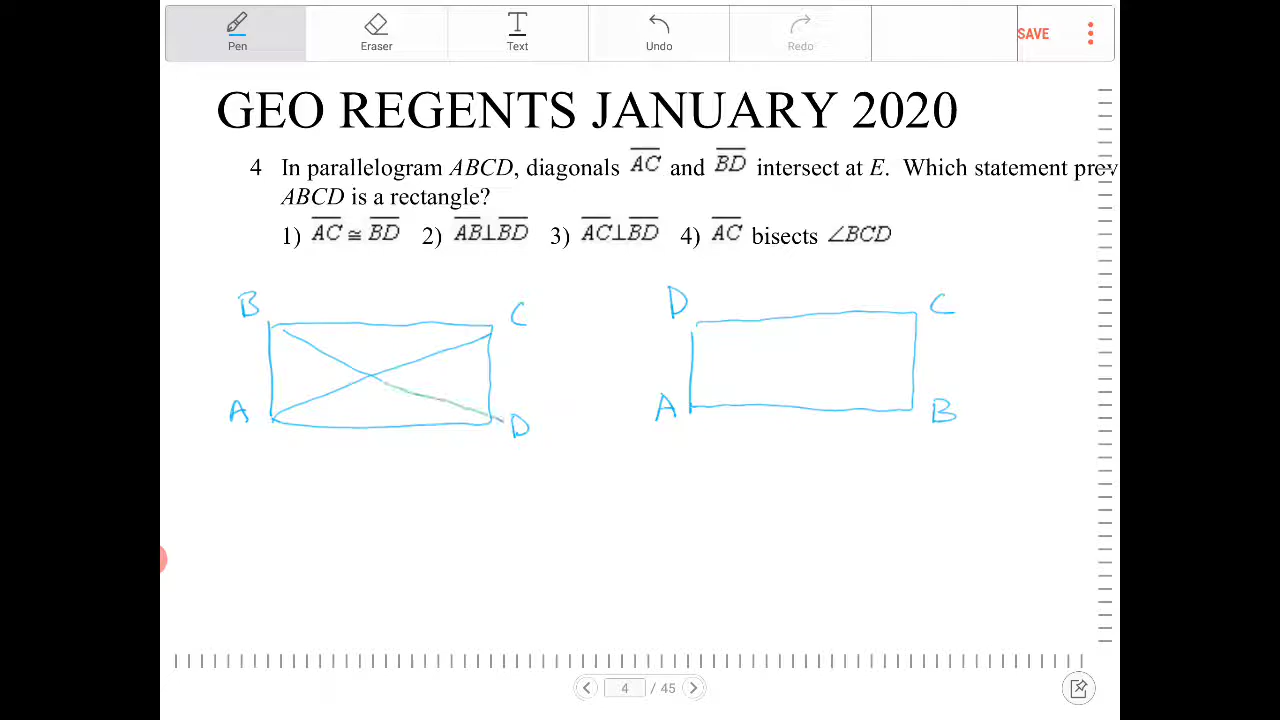 Pen Eraser Text Undo Redo SAVE
GEO REGENTS JANUARY 2020
4 In parallelogram ABCD, diagonals AC and BD intersect at E. Which statement prov
ABCD is a rectangle?
1) AC ≅ BD 2) AB⊥BD 3) AC⊥BD 4) AC bisects ∠BCD
B C D C
A D A B
4 / 45